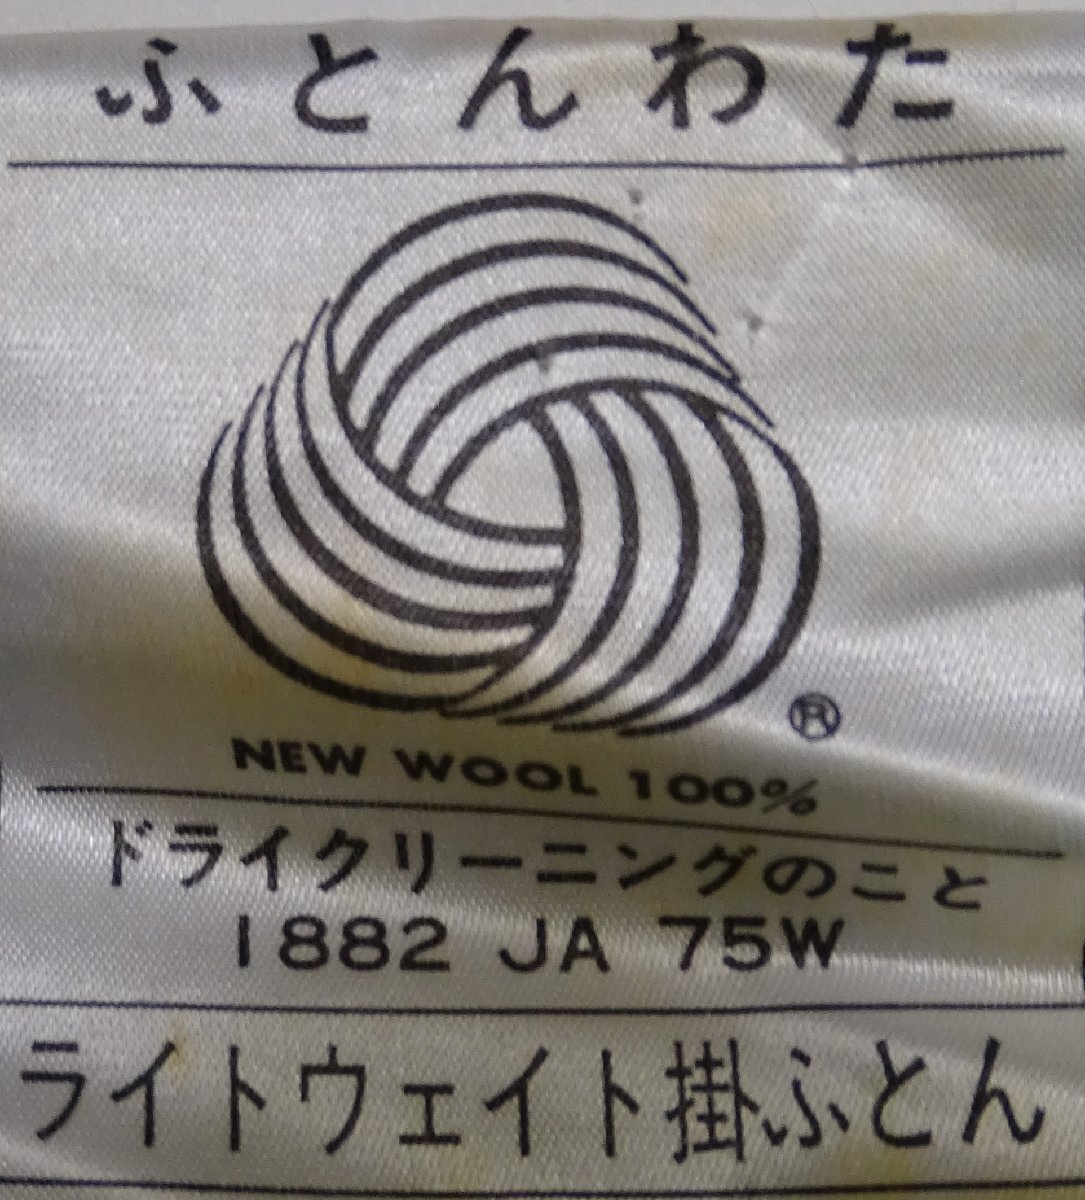 ふとんわた
®
NEW WOOL 100%
ドライクリーニングのこと
1882 JA 75W
ライトウェイト掛ふとん